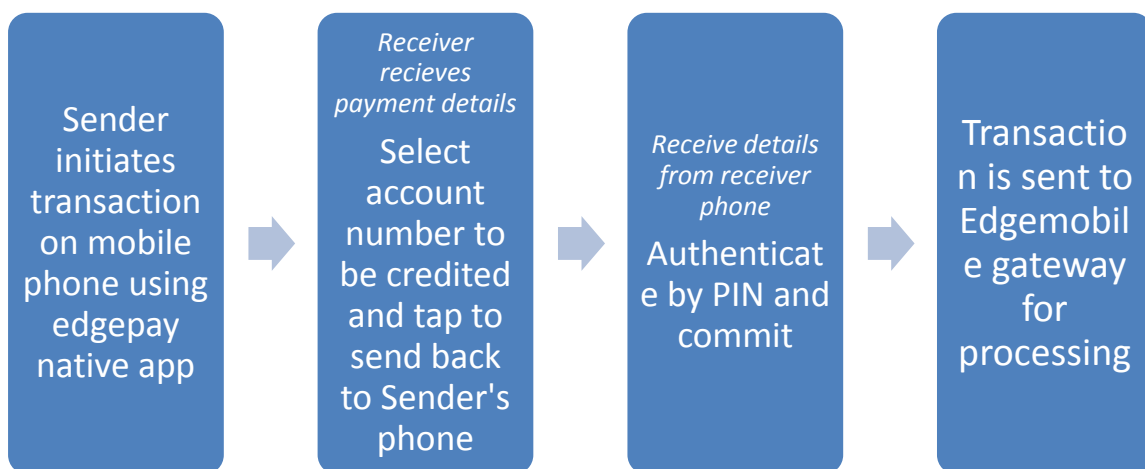 Sender
initiates
transaction
on mobile
phone using
edgepay
native app
Receiver
recieves
payment details
Select
account
number to
be credited
and tap to
send back
to Sender's
phone
Receive details
from receiver
phone
Authenticat
e by PIN and
commit
Transactio
n is sent to
Edgemobil
e gateway
for
processing